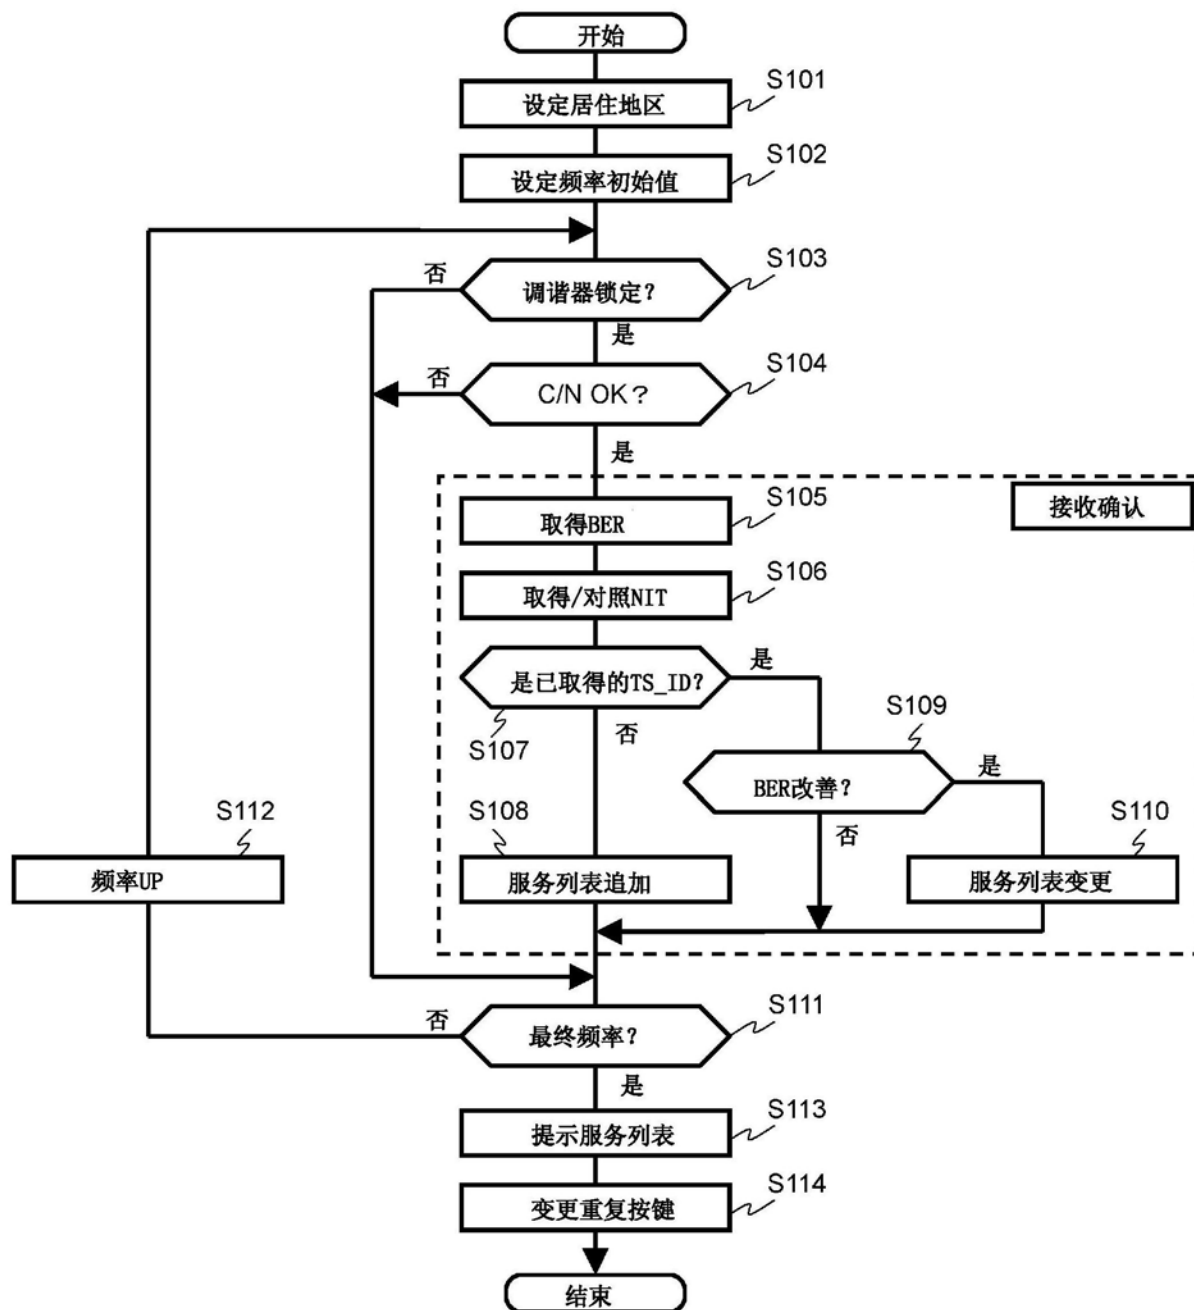 开始
S101
设定居住地区
S102
设定频率初始值
S103
否
调谐器锁定?
是
S104
否
C/N OK?
是
S105
接收确认
取得BER
S106
取得/对照NIT
是
是已取得的TS_ID?
S107
否
S109
是
BER改善?
S112
S108
否
S110
频率UP
服务列表追加
服务列表变更
S111
否
最终频率?
是
S113
提示服务列表
S114
变更重复按键
结束